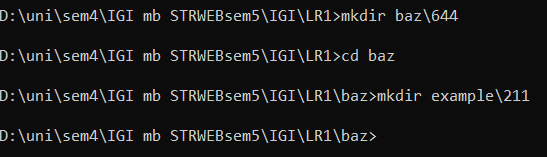 D:\uni\sem4\IGI mb STRWEBsem5\IGI\LR1>mkdir baz\644
D:\uni\sem4\IGI mb STRWEBsem5\IGI\LR1>cd baz
D:\uni\sem4\IGI mb STRWEBsem5\IGI\LR1\baz>mkdir example\211
D:\uni\sem4\IGI mb STRWEBsem5\IGI\LR1\baz>